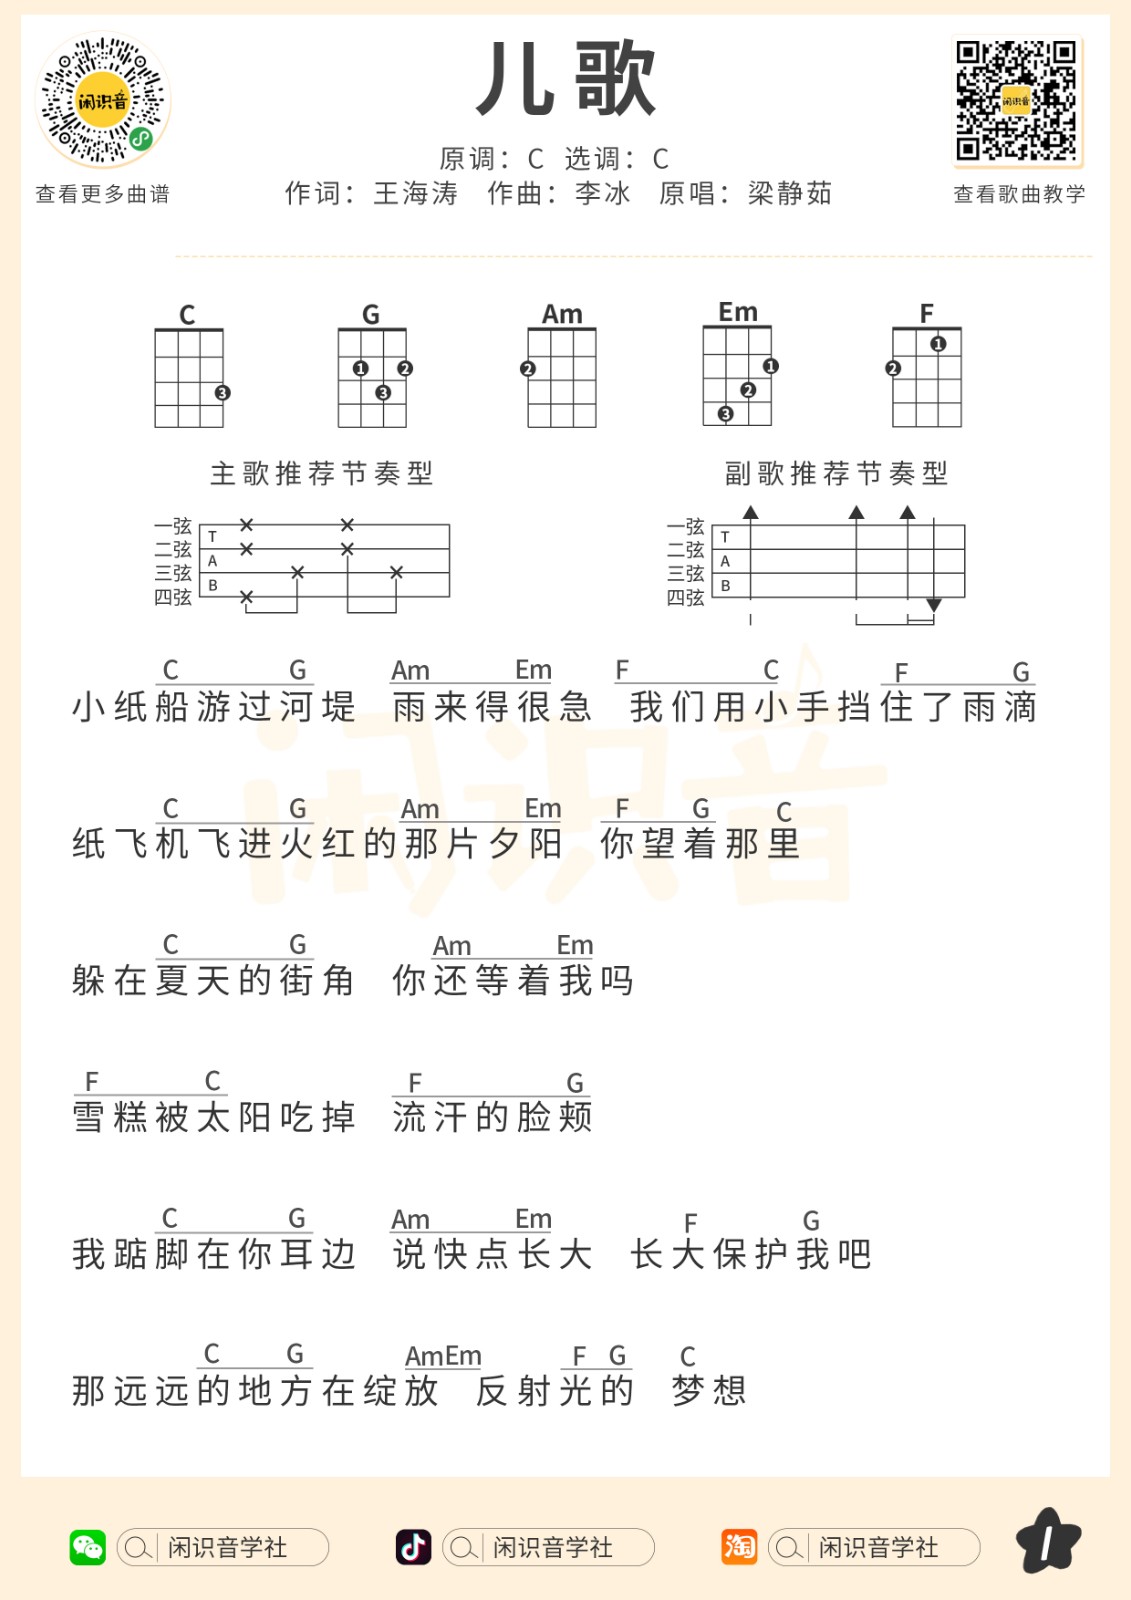 闲识音
查看更多曲谱
儿歌
原调：C 选调：C
作词：王海涛 作曲：李冰 原唱：梁静茹
闲识音
查看歌曲教学
C G Am Em F
3 1 2 3 2 1 2 3 1 2
主歌推荐节奏型 副歌推荐节奏型
一弦 T 一弦 T
二弦 A 二弦 A
三弦 B 三弦 B
四弦 四弦
C G Am Em F C F G
小纸船游过河堤 雨来得很急 我们用小手挡住了雨滴
闲识音
C G Am Em F G C
纸飞机飞进火红的那片夕阳 你望着那里
C G Am Em
躲在夏天的街角 你还等着我吗
F C F G
雪糕被太阳吃掉 流汗的脸颊
C G Am Em F G
我踮脚在你耳边 说快点长大 长大保护我吧
C G Am Em F G C
那远远的地方在绽放 反射光的 梦想
闲识音学社 闲识音学社 淘 闲识音学社 1